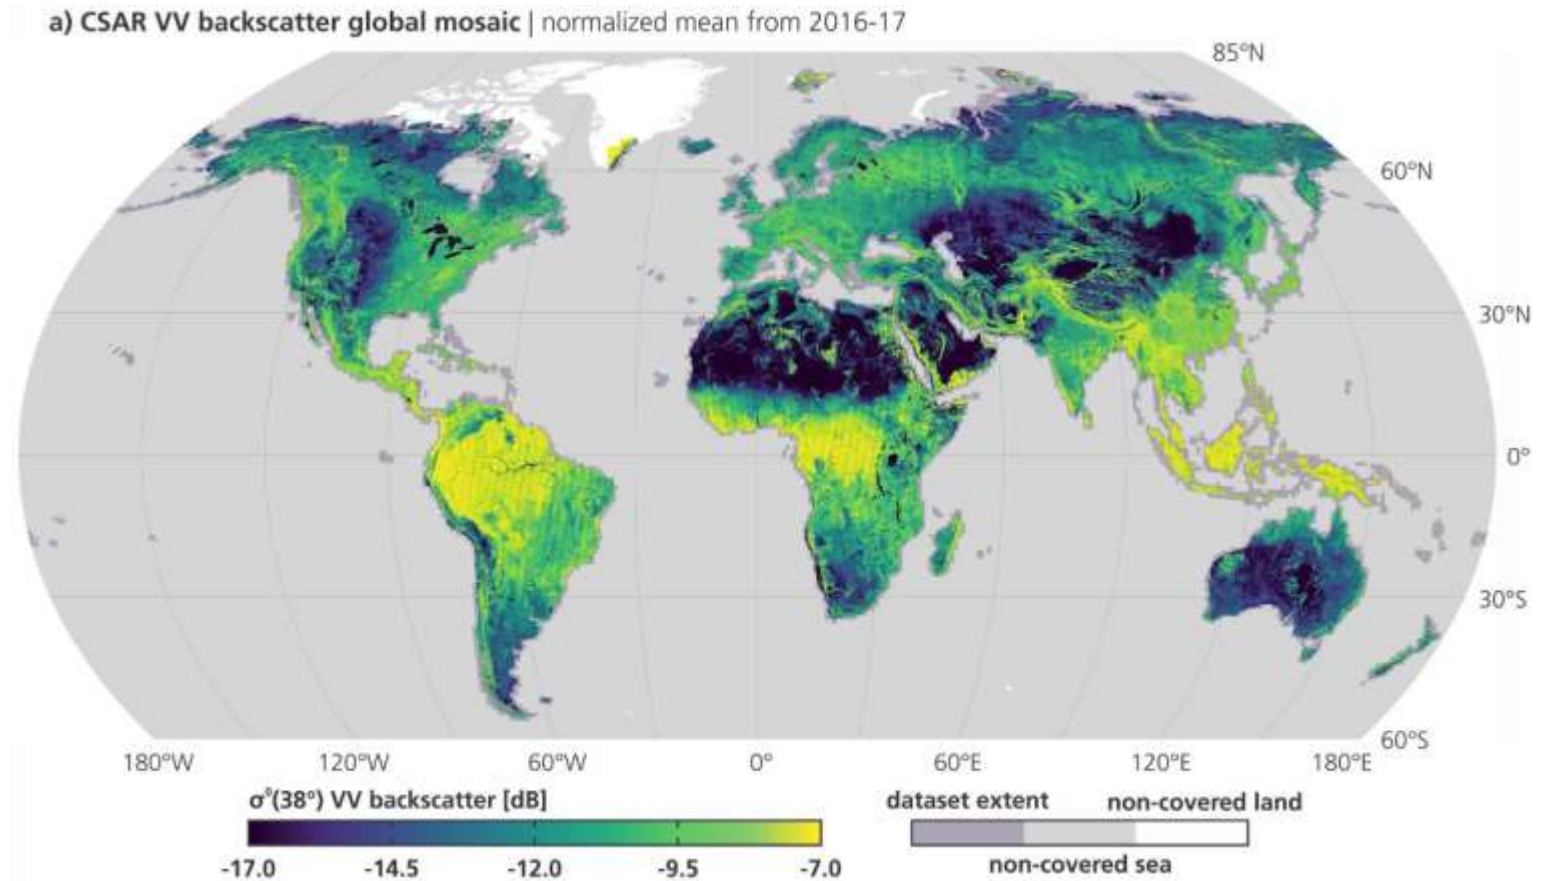 a) CSAR VV backscatter global mosaic | normalized mean from 2016-17
85°N
60°N
30°N
0°
30°S
60°S
180°W 120°W 60°W 0° 60°E 120°E 180°E
σ⁰(38°) VV backscatter [dB]
dataset extent non-covered land
non-covered sea
-17.0 -14.5 -12.0 -9.5 -7.0